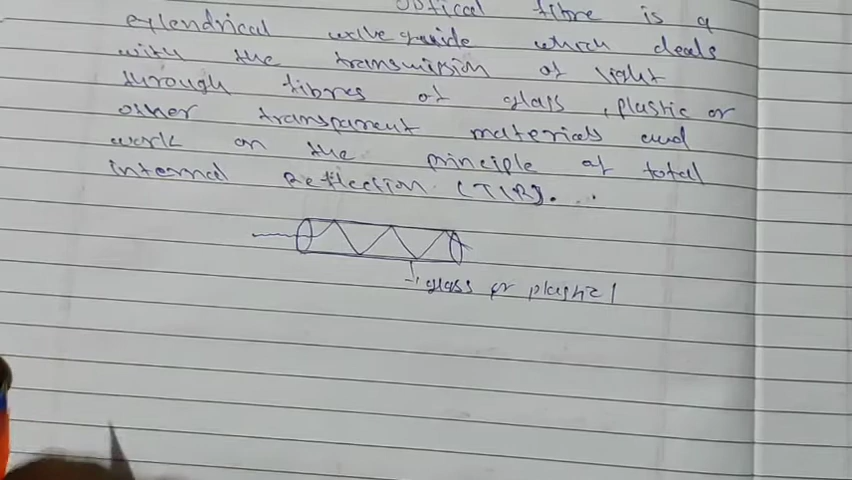 optical fibre is a
cylendrical wave guide which deals
with the transmission of light
through fibres of glass, plastic or
other transparent materials and
work on the principle of total
internal Reflection. (TIR). . .
glass or plastic